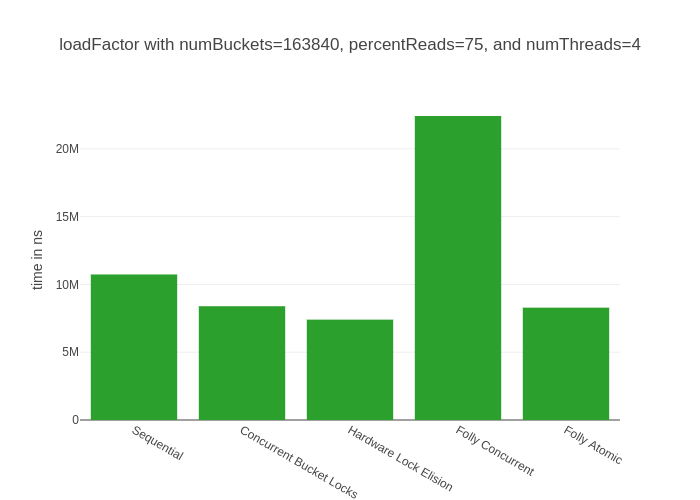 loadFactor with numBuckets=163840, percentReads=75, and numThreads=4
time in ns
20M
15M
10M
5M
0
Sequential
Concurrent Bucket Locks
Hardware Lock Elision
Folly Concurrent
Folly Atomic